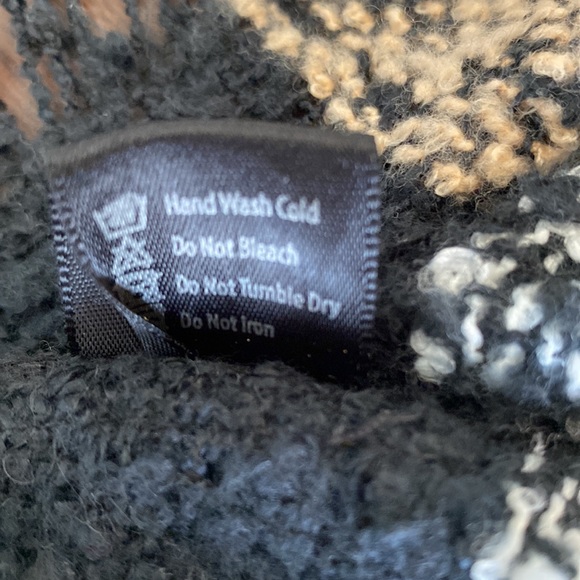 Hand Wash Cold
Do Not Bleach
Do Not Tumble Dry
Do Not Iron